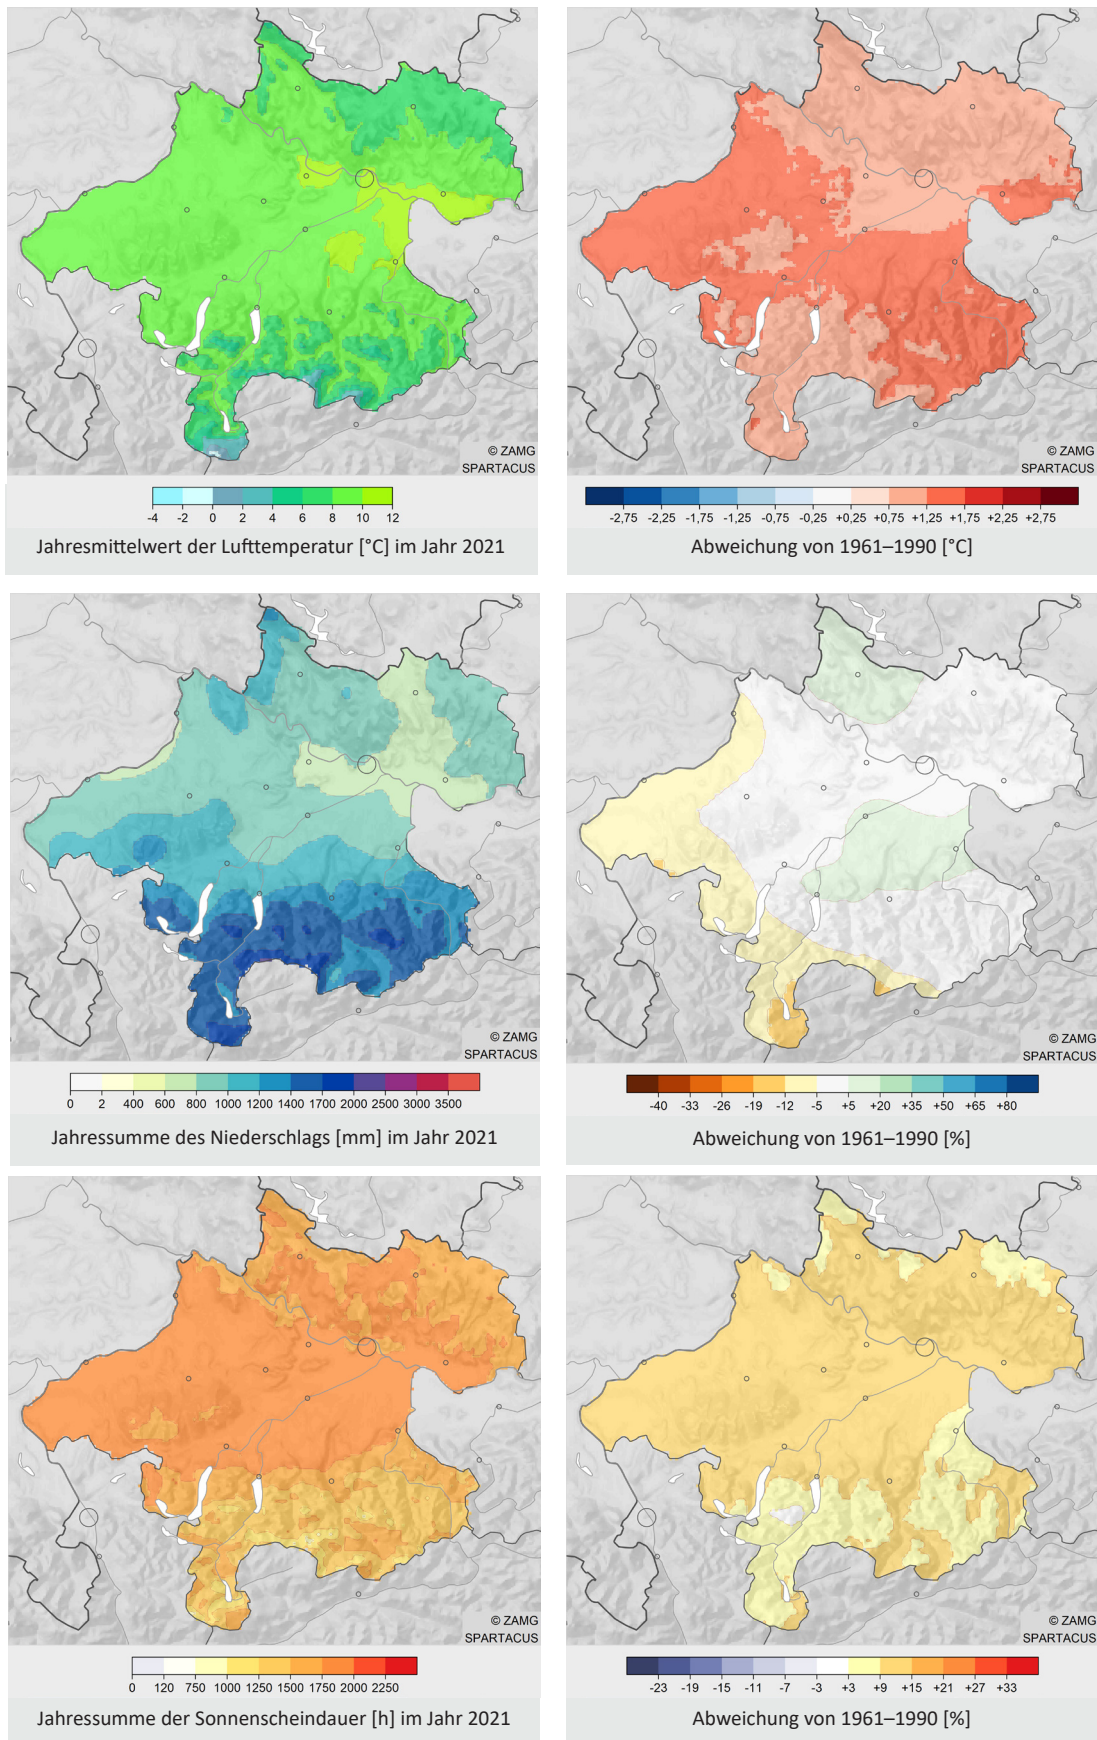 © ZAMG
SPARTACUS
-4 -2 0 2 4 6 8 10 12
Jahresmittelwert der Lufttemperatur [°C] im Jahr 2021
© ZAMG
SPARTACUS
-2,75 -2,25 -1,75 -1,25 -0,75 -0,25 +0,25 +0,75 +1,25 +1,75 +2,25 +2,75
Abweichung von 1961–1990 [°C]
© ZAMG
SPARTACUS
0 2 400 600 800 1000 1200 1400 1700 2000 2500 3000 3500
Jahressumme des Niederschlags [mm] im Jahr 2021
© ZAMG
SPARTACUS
-40 -33 -26 -19 -12 -5 +5 +20 +35 +50 +65 +80
Abweichung von 1961–1990 [%]
© ZAMG
SPARTACUS
0 120 750 1000 1250 1500 1750 2000 2250
Jahressumme der Sonnenscheindauer [h] im Jahr 2021
© ZAMG
SPARTACUS
-23 -19 -15 -11 -7 -3 +3 +9 +15 +21 +27 +33
Abweichung von 1961–1990 [%]